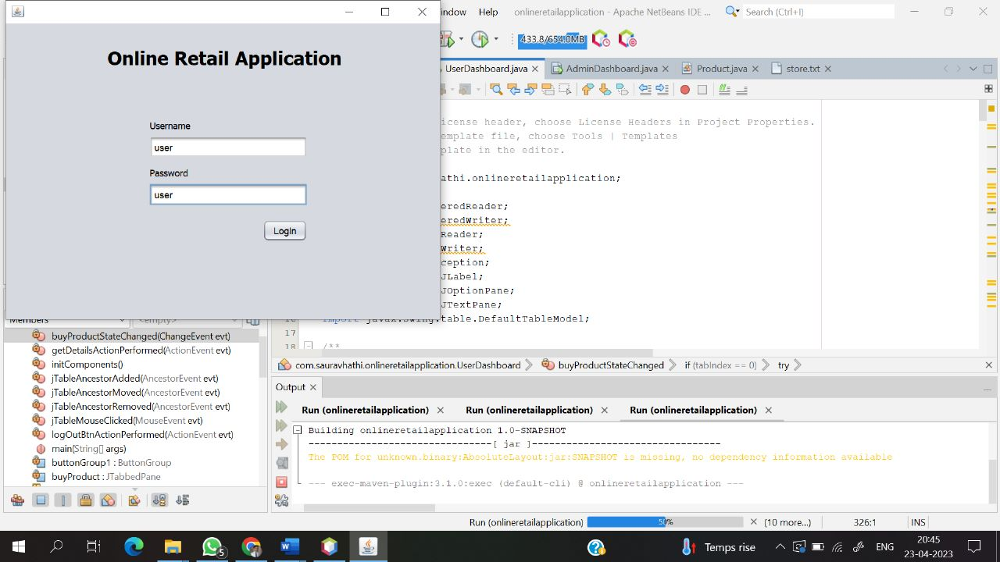 indow Help onlineretailapplication - Apache NetBeans IDE ... Search (Ctrl+I)
433.8/654.0MB
Online Retail Application
Username
user
Password
user
LogIn
UserDashboard.java AdminDashboard.java Product.java store.txt
icense header, choose License Headers in Project Properties.
emplate file, choose Tools | Templates
plate in the editor.
athi.onlineretailapplication;
eredReader;
eredWriter;
Reader;
Writer;
ception;
JLabel;
JOptionPane;
JTextPane;
import javax.swing.table.DefaultTableModel;
17
18 /**
Members <empty>
buyProductStateChanged(ChangeEvent evt)
getDetailsActionPerformed(ActionEvent evt)
initComponents()
jTableAncestorAdded(AncestorEvent evt)
jTableAncestorMoved(AncestorEvent evt)
jTableAncestorRemoved(AncestorEvent evt)
jTableMouseClicked(MouseEvent evt)
logOutBtnActionPerformed(ActionEvent evt)
main(String[] args)
buttonGroup1 : ButtonGroup
buyProduct : JTabbedPane
com.sauravhathi.onlineretailapplication.UserDashboard buyProductStateChanged if (tabIndex == 0) try
Output
Run (onlineretailapplication) Run (onlineretailapplication) Run (onlineretailapplication)
Building onlineretailapplication 1.0-SNAPSHOT
--------------------------------[ jar ]---------------------------------
The POM for unknown.binary:AbsoluteLayout:jar:SNAPSHOT is missing, no dependency information available
--- exec-maven-plugin:3.1.0:exec (default-cli) @ onlineretailapplication ---
Run (onlineretailapplication) 50% (10 more...) 326:1 INS
5 Temps rise ENG 20:45
23-04-2023